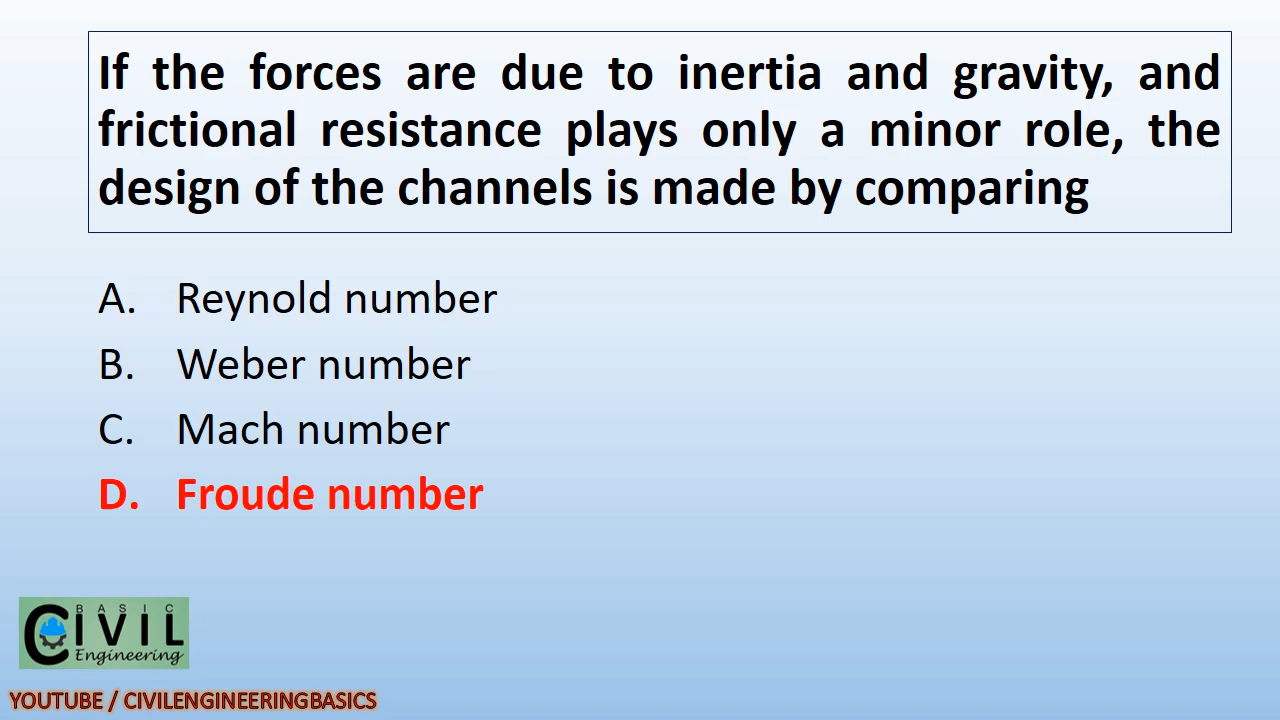 If the forces are due to inertia and gravity, and
frictional resistance plays only a minor role, the
design of the channels is made by comparing
A. Reynold number
B. Weber number
C. Mach number
D. Froude number
BASIC
CIVIL
Engineering
YOUTUBE / CIVILENGINEERINGBASICS